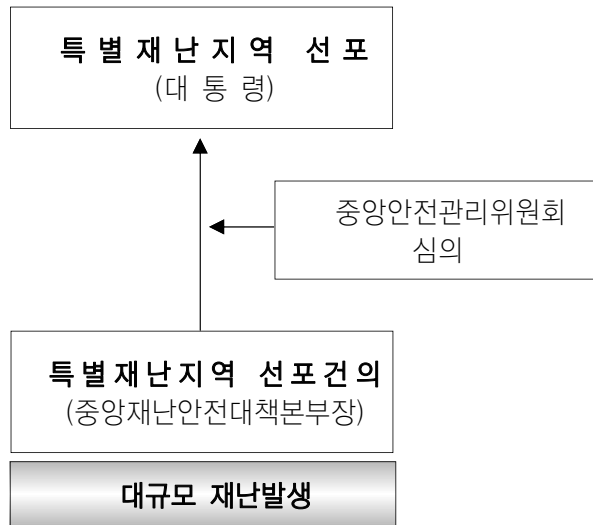 특별재난지역 선포
(대 통 령)
중앙안전관리위원회
심의
특별재난지역 선포건의
(중앙재난안전대책본부장)
대규모 재난발생